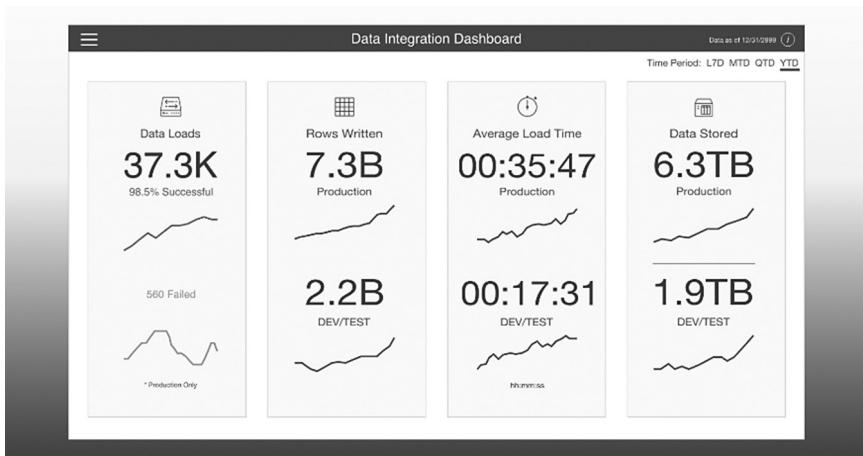 Data Integration Dashboard
Data as of 12/31/2999
Time Period: L7D MTD QTD YTD
Data Loads
37.3K
98.5% Successful
560 Failed
* Production Only
Rows Written
7.3B
Production
2.2B
DEV/TEST
Average Load Time
00:35:47
Production
00:17:31
DEV/TEST
hh:mm:ss
Data Stored
6.3TB
Production
1.9TB
DEV/TEST